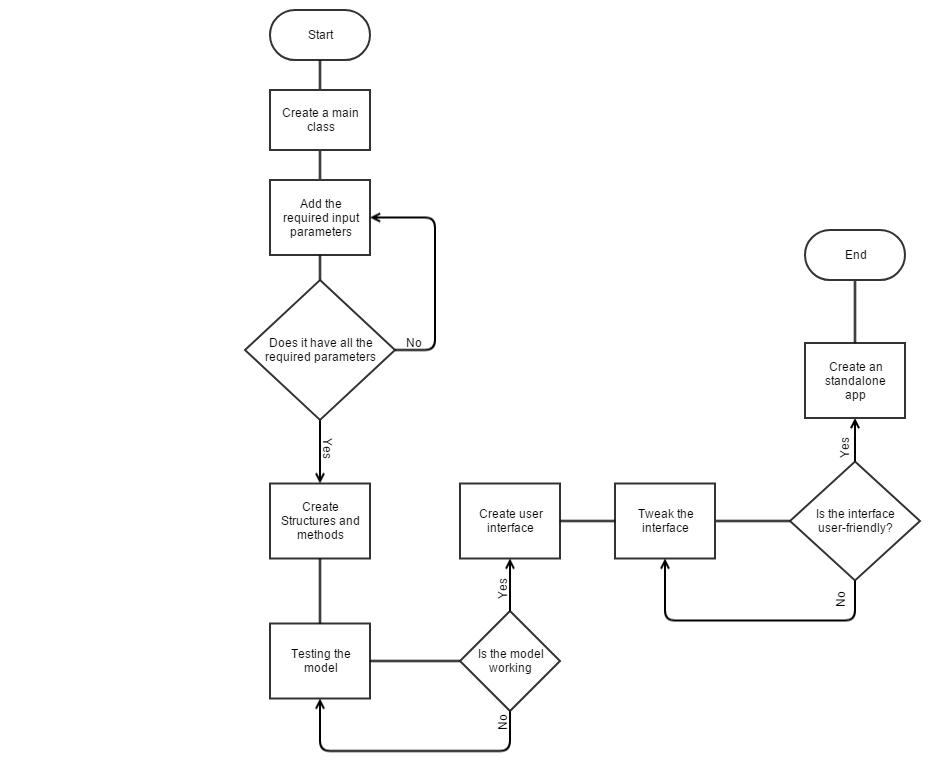 Start
Create a main
class
Add the
required input
parameters
Does it have all the
required parameters
No
Yes
Create
Structures and
methods
Testing the
model
Is the model
working
No
Yes
Create user
interface
Tweak the
interface
Is the interface
user-friendly?
No
Yes
Create an
standalone
app
End